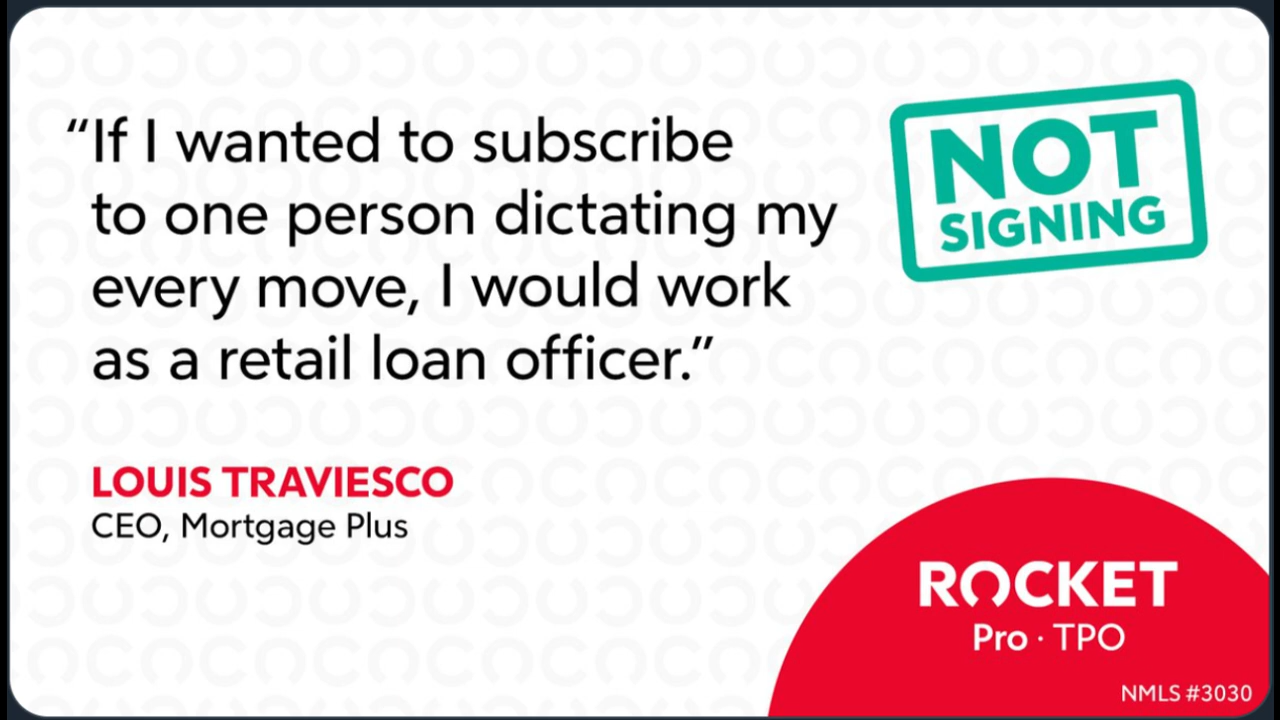 “If I wanted to subscribe
to one person dictating my
every move, I would work
as a retail loan officer.”
NOT
SIGNING
LOUIS TRAVIESCO
CEO, Mortgage Plus
ROCKET
Pro · TPO
NMLS #3030